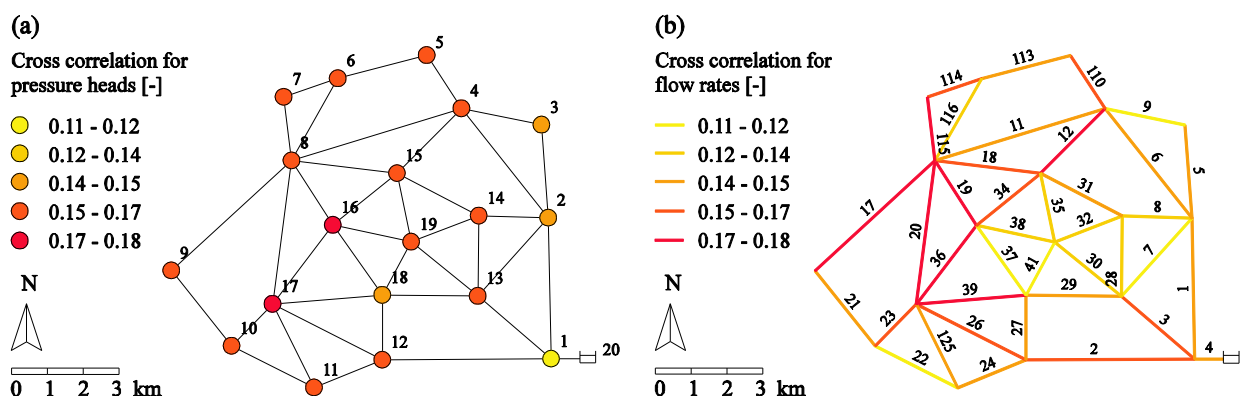 (a)
Cross correlation for
pressure heads [-]
0.11 - 0.12
0.12 - 0.14
0.14 - 0.15
0.15 - 0.17
0.17 - 0.18
N
0 1 2 3 km
5
6
7
4
3
8
15
14
2
16
19
9
18
13
17
10
12
1
20
11
(b)
Cross correlation for
flow rates [-]
0.11 - 0.12
0.12 - 0.14
0.14 - 0.15
0.15 - 0.17
0.17 - 0.18
N
0 1 2 3 km
113
114
110
116
9
11
12
115
18
6
5
17
19
34
31
35
32
8
20
38
37
41
30
7
36
28
1
39
29
21
23
26
27
3
125
2
4
22
24